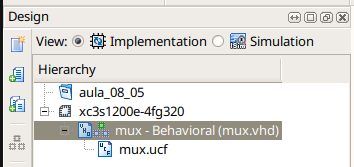 Design
View: Implementation Simulation
Hierarchy
aula_08_05
xc3s1200e-4fg320
mux - Behavioral (mux.vhd)
mux.ucf